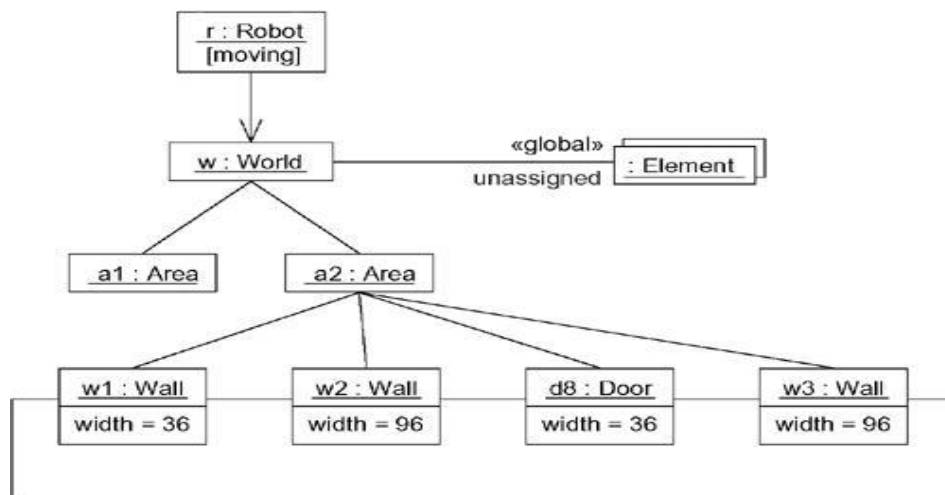 r : Robot
[moving]
«global»
w : World
: Element
unassigned
a1 : Area
a2 : Area
w1 : Wall
w2 : Wall
d8 : Door
w3 : Wall
width = 36
width = 96
width = 36
width = 96